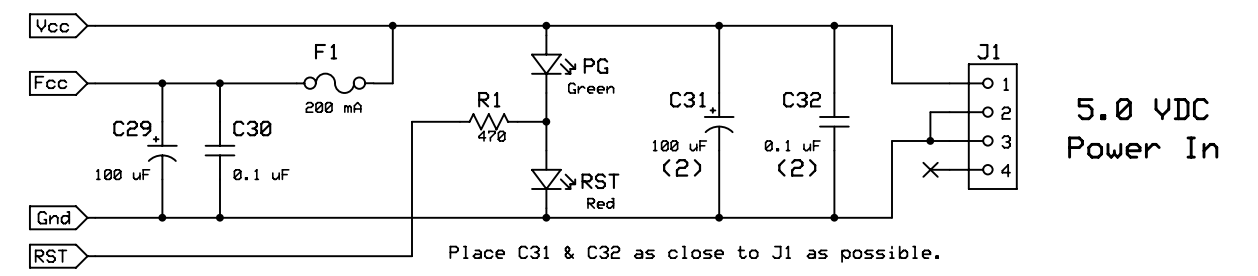 Vcc
F1
J1
Fcc
200 mA
PG
Green
1
2
3
4
5.0 VDC
Power In
C29
+
100 uF
C30
0.1 uF
R1
470
C31
+
100 uF
(2)
C32
0.1 uF
(2)
RST
Red
Gnd
RST
Place C31 & C32 as close to J1 as possible.